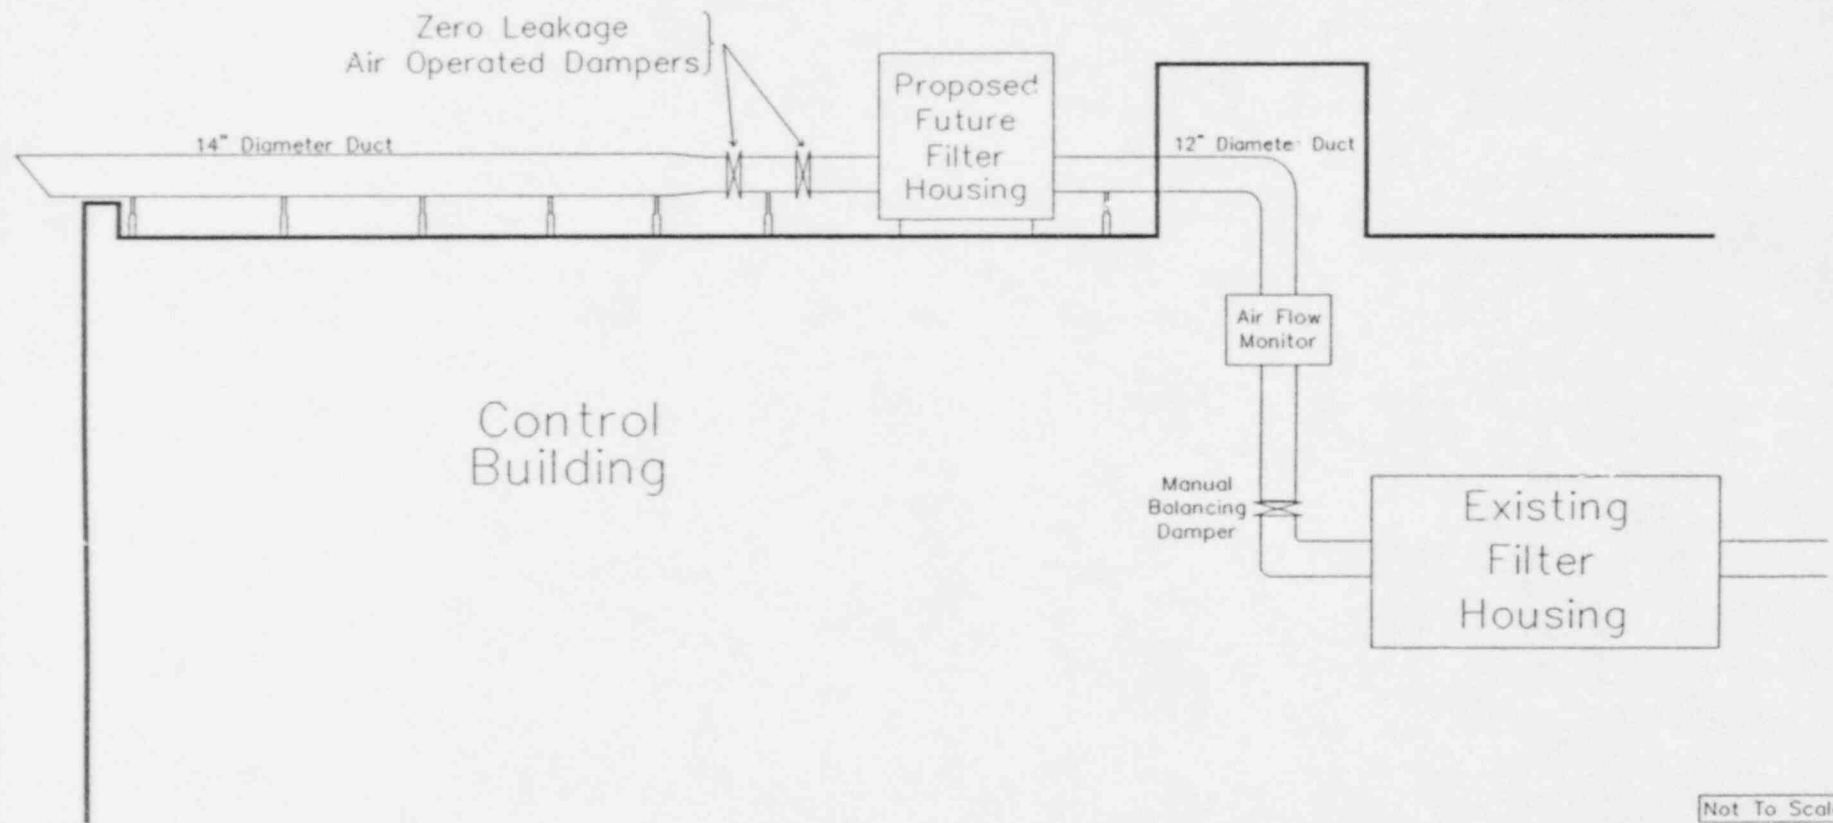 Zero Leakage
Air Operated Dampers
Proposed
Future
Filter
Housing
14" Diameter Duct
12" Diamete Duct
Air Flow
Monitor
Control
Building
Manual
Balancing
Damper
Existing
Filter
Housing
Not To Scal